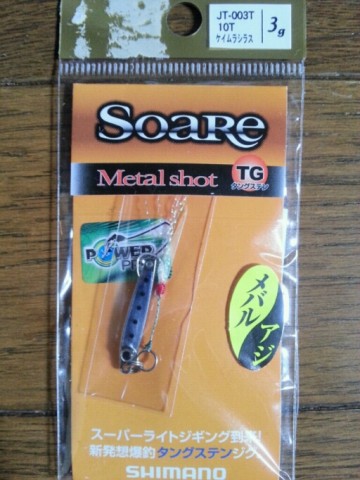 JT-003T
10T
ケイムラシラス
3g
SOARE
Metal shot
TG
タングステン
POWER
PRO
メバル
アジ
スーパーライトジギング到来!
新発想爆釣タングステンジグ
SHIMANO